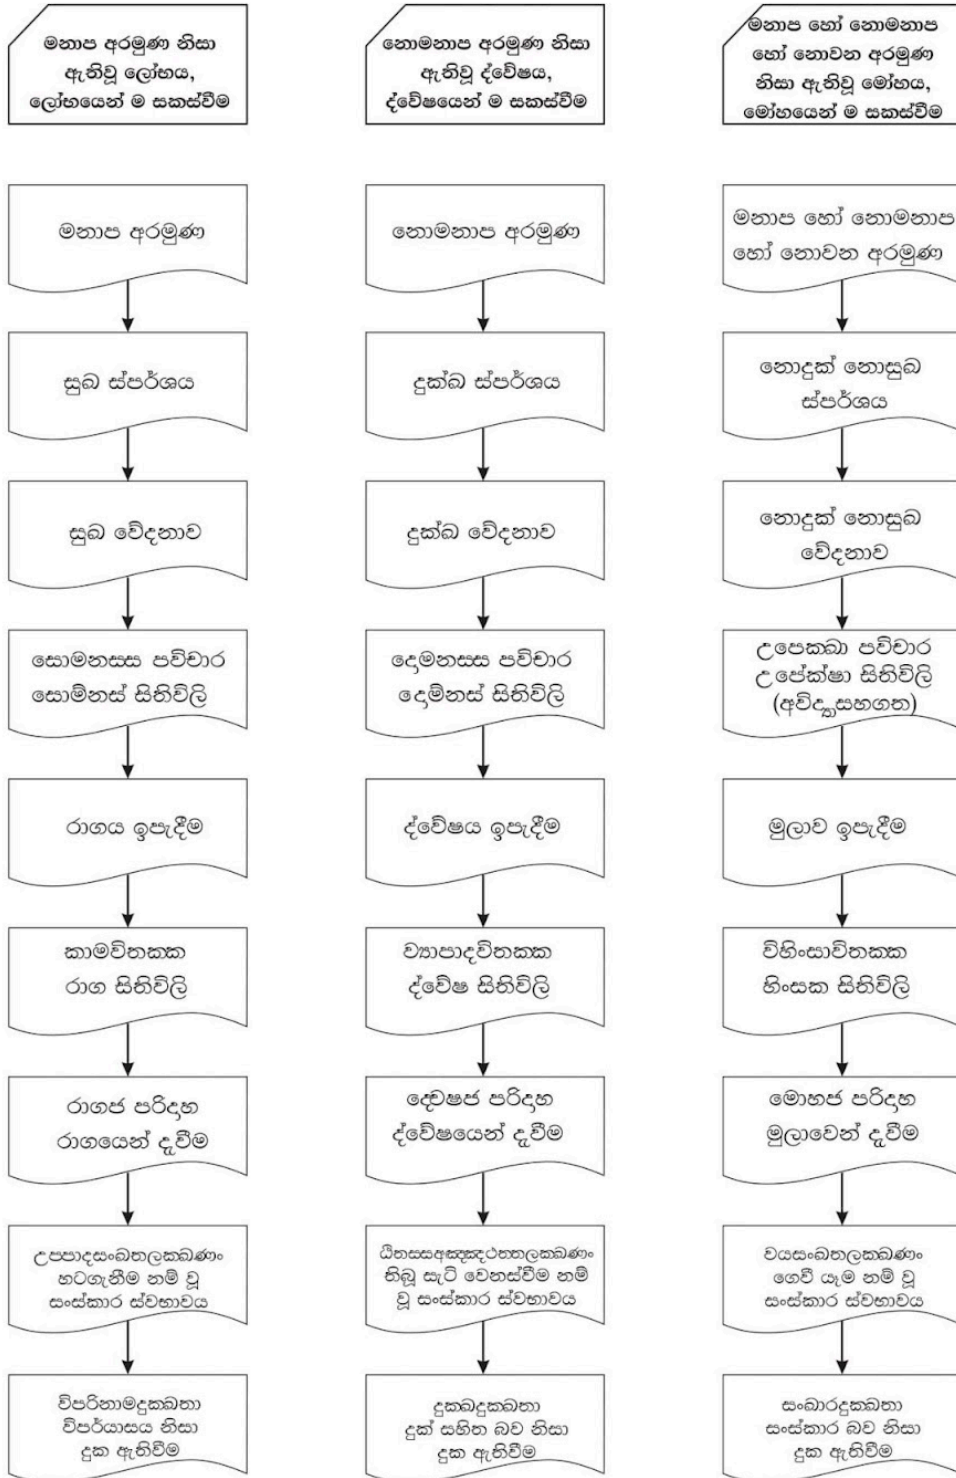 මනාප අරමුණ නිසා
ඇතිවූ ලෝභය,
ලෝභයෙන් ම සකස්වීම
මනාප අරමුණ
සුඛ ස්පර්ශය
සුඛ වේදනාව
සොමනස්ස පවිචාර
සොම්නස් සිතිවිලි
රාගය ඉපැදීම
කාමවිතක්ක
රාග සිතිවිලි
රාගජ පරිදාහ
රාගයෙන් දැවීම
උප්පාදසංඛතලක්ඛණං
හටගැනීම නම් වූ
සංස්කාර ස්වභාවය
විපරිනාමදුක්ඛතා
විපර්යාසය නිසා
දුක ඇතිවීම
නොමනාප අරමුණ නිසා
ඇතිවූ ද්වේෂය,
ද්වේෂයෙන් ම සකස්වීම
නොමනාප අරමුණ
දුක්ඛ ස්පර්ශය
දුක්ඛ වේදනාව
දොමනස්ස පවිචාර
දොම්නස් සිතිවිලි
ද්වේෂය ඉපැදීම
ව්‍යාපාදවිතක්ක
ද්වේෂ සිතිවිලි
ද්වේෂජ පරිදාහ
ද්වේෂයෙන් දැවීම
ඨිතස්සඅඤ්ඤථත්තලක්ඛණං
තිබූ සැටි වෙනස්වීම නම්
වූ සංස්කාර ස්වභාවය
දුක්ඛදුක්ඛතා
දුක් සහිත බව නිසා
දුක ඇතිවීම
මනාප හෝ නොමනාප
හෝ නොවන අරමුණ
නිසා ඇතිවූ මෝහය,
මෝහයෙන් ම සකස්වීම
මනාප හෝ නොමනාප
හෝ නොවන අරමුණ
නොදුක් නොසුඛ
ස්පර්ශය
නොදුක් නොසුඛ
වේදනාව
උපෙක්ඛා පවිචාර
උපේක්ෂා සිතිවිලි
(අවිද්‍යාසහගත)
මුලාව ඉපැදීම
විහිංසාවිතක්ක
හිංසක සිතිවිලි
මොහජ පරිදාහ
මුලාවෙන් දැවීම
වයසංඛතලක්ඛණං
ගෙවී යෑම නම් වූ
සංස්කාර ස්වභාවය
සංඛාරදුක්ඛතා
සංස්කාර බව නිසා
දුක ඇතිවීම